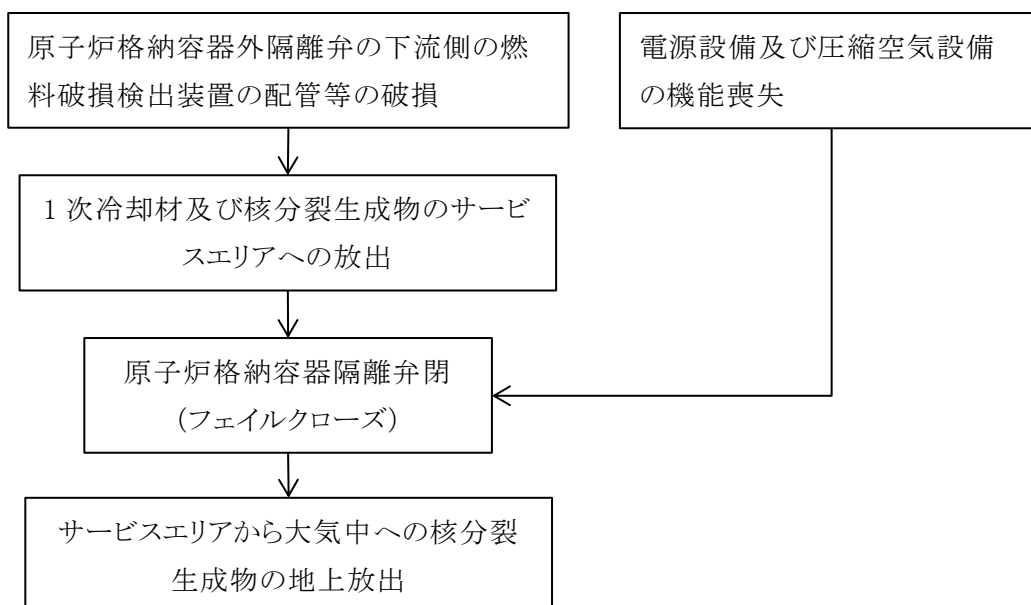 原子炉格納容器外隔離弁の下流側の燃
料破損検出装置の配管等の破損
電源設備及び圧縮空気設備
の機能喪失
1 次冷却材及び核分裂生成物のサービ
スエリアへの放出
原子炉格納容器隔離弁閉
(フェイルクローズ)
サービスエリアから大気中への核分裂
生成物の地上放出